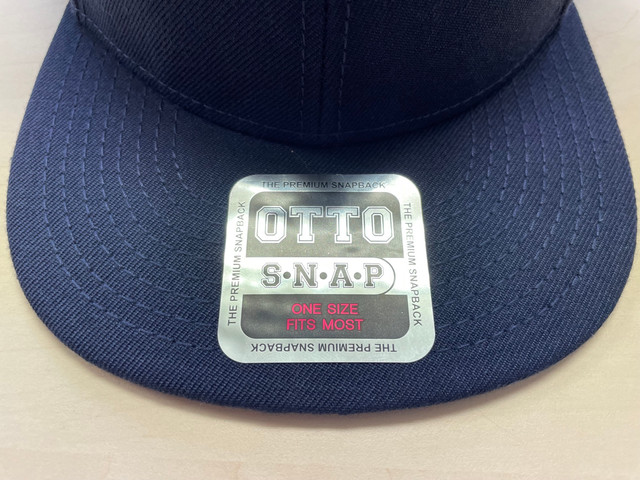 THE PREMIUM SNAPBACK
OTTO
S·N·A·P
ONE SIZE
FITS MOST
THE PREMIUM SNAPBACK
THE PREMIUM SNAPBACK
THE PREMIUM SNAPBACK